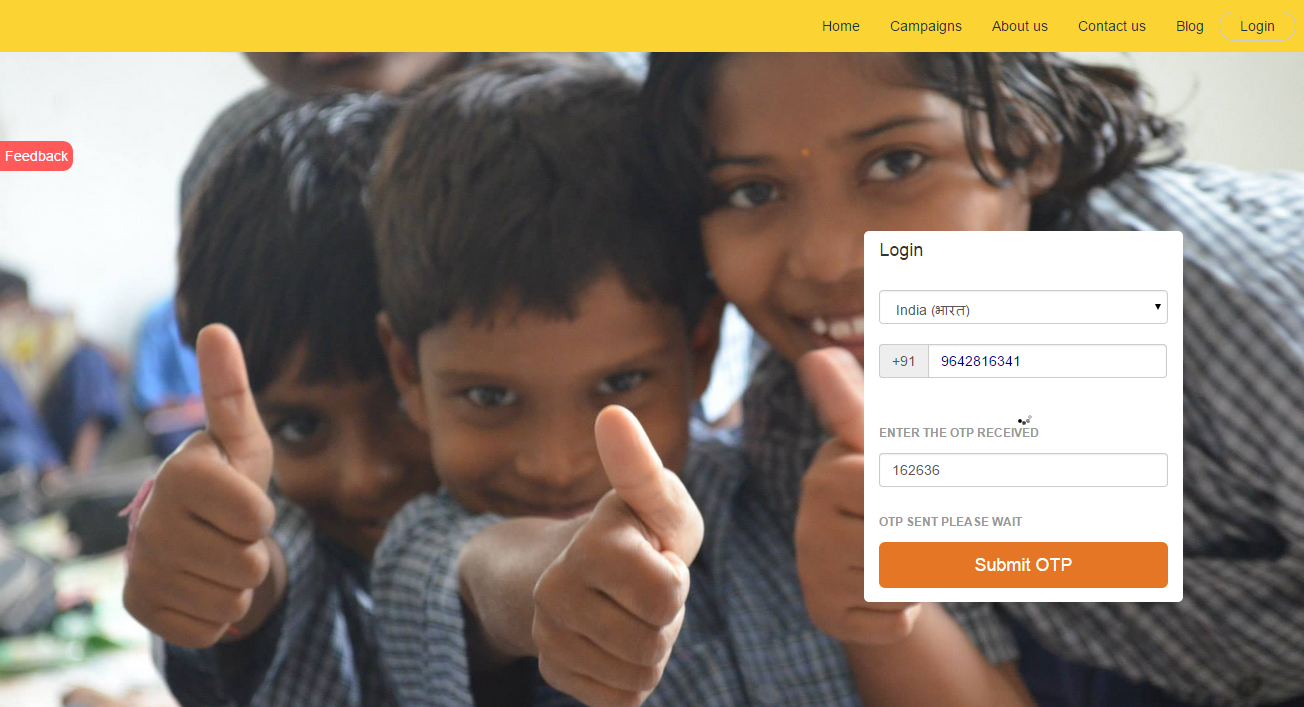 Home Campaigns About us Contact us Blog Login
Feedback
Login
India (भारत)
+91 9642816341
ENTER THE OTP RECEIVED
162636
OTP SENT PLEASE WAIT
Submit OTP